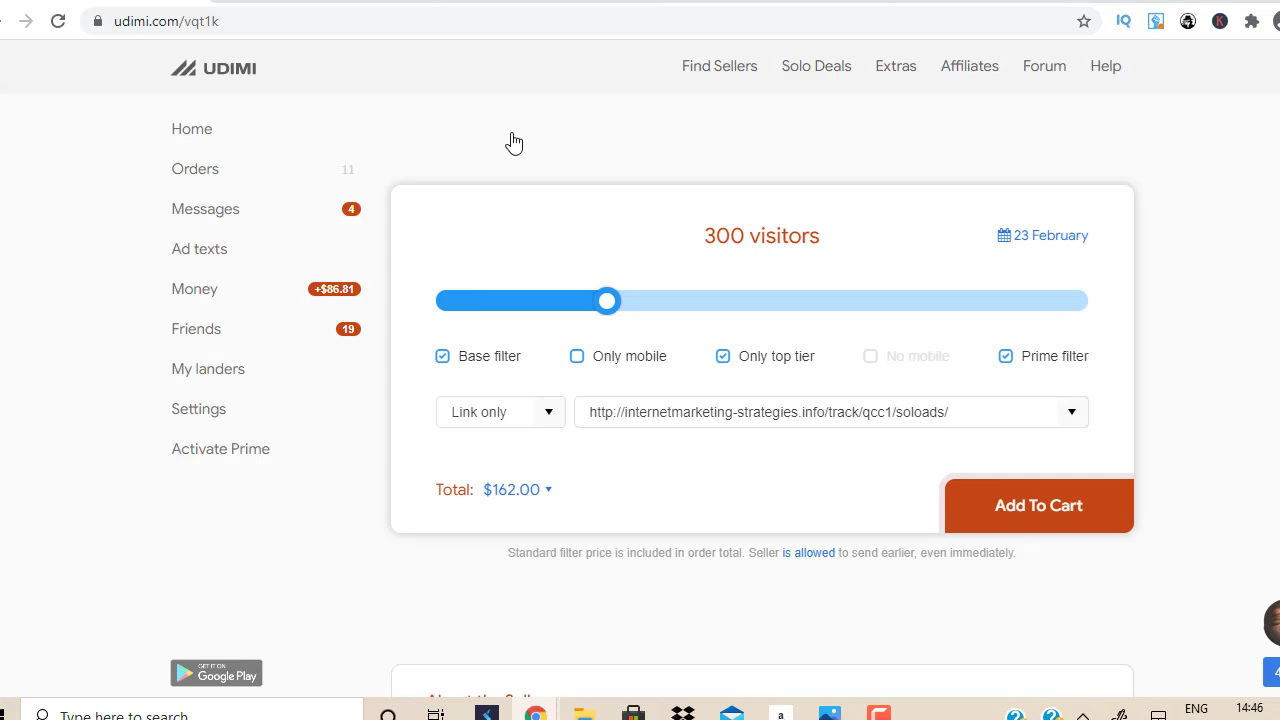 udimi.com/vqt1k
IQ
K
UDIMI
Find Sellers
Solo Deals
Extras
Affiliates
Forum
Help
Home
Orders 11
Messages 4
Ad texts
Money +$86.81
Friends 19
My landers
Settings
Activate Prime
300 visitors
23 February
Base filter
Only mobile
Only top tier
No mobile
Prime filter
Link only
http://internetmarketing-strategies.info/track/qcc1/soloads/
Total: $162.00
Add To Cart
Standard filter price is included in order total. Seller is allowed to send earlier, even immediately.
GET IT ON
Google Play
4
Type here to search
a
ENG
14:46